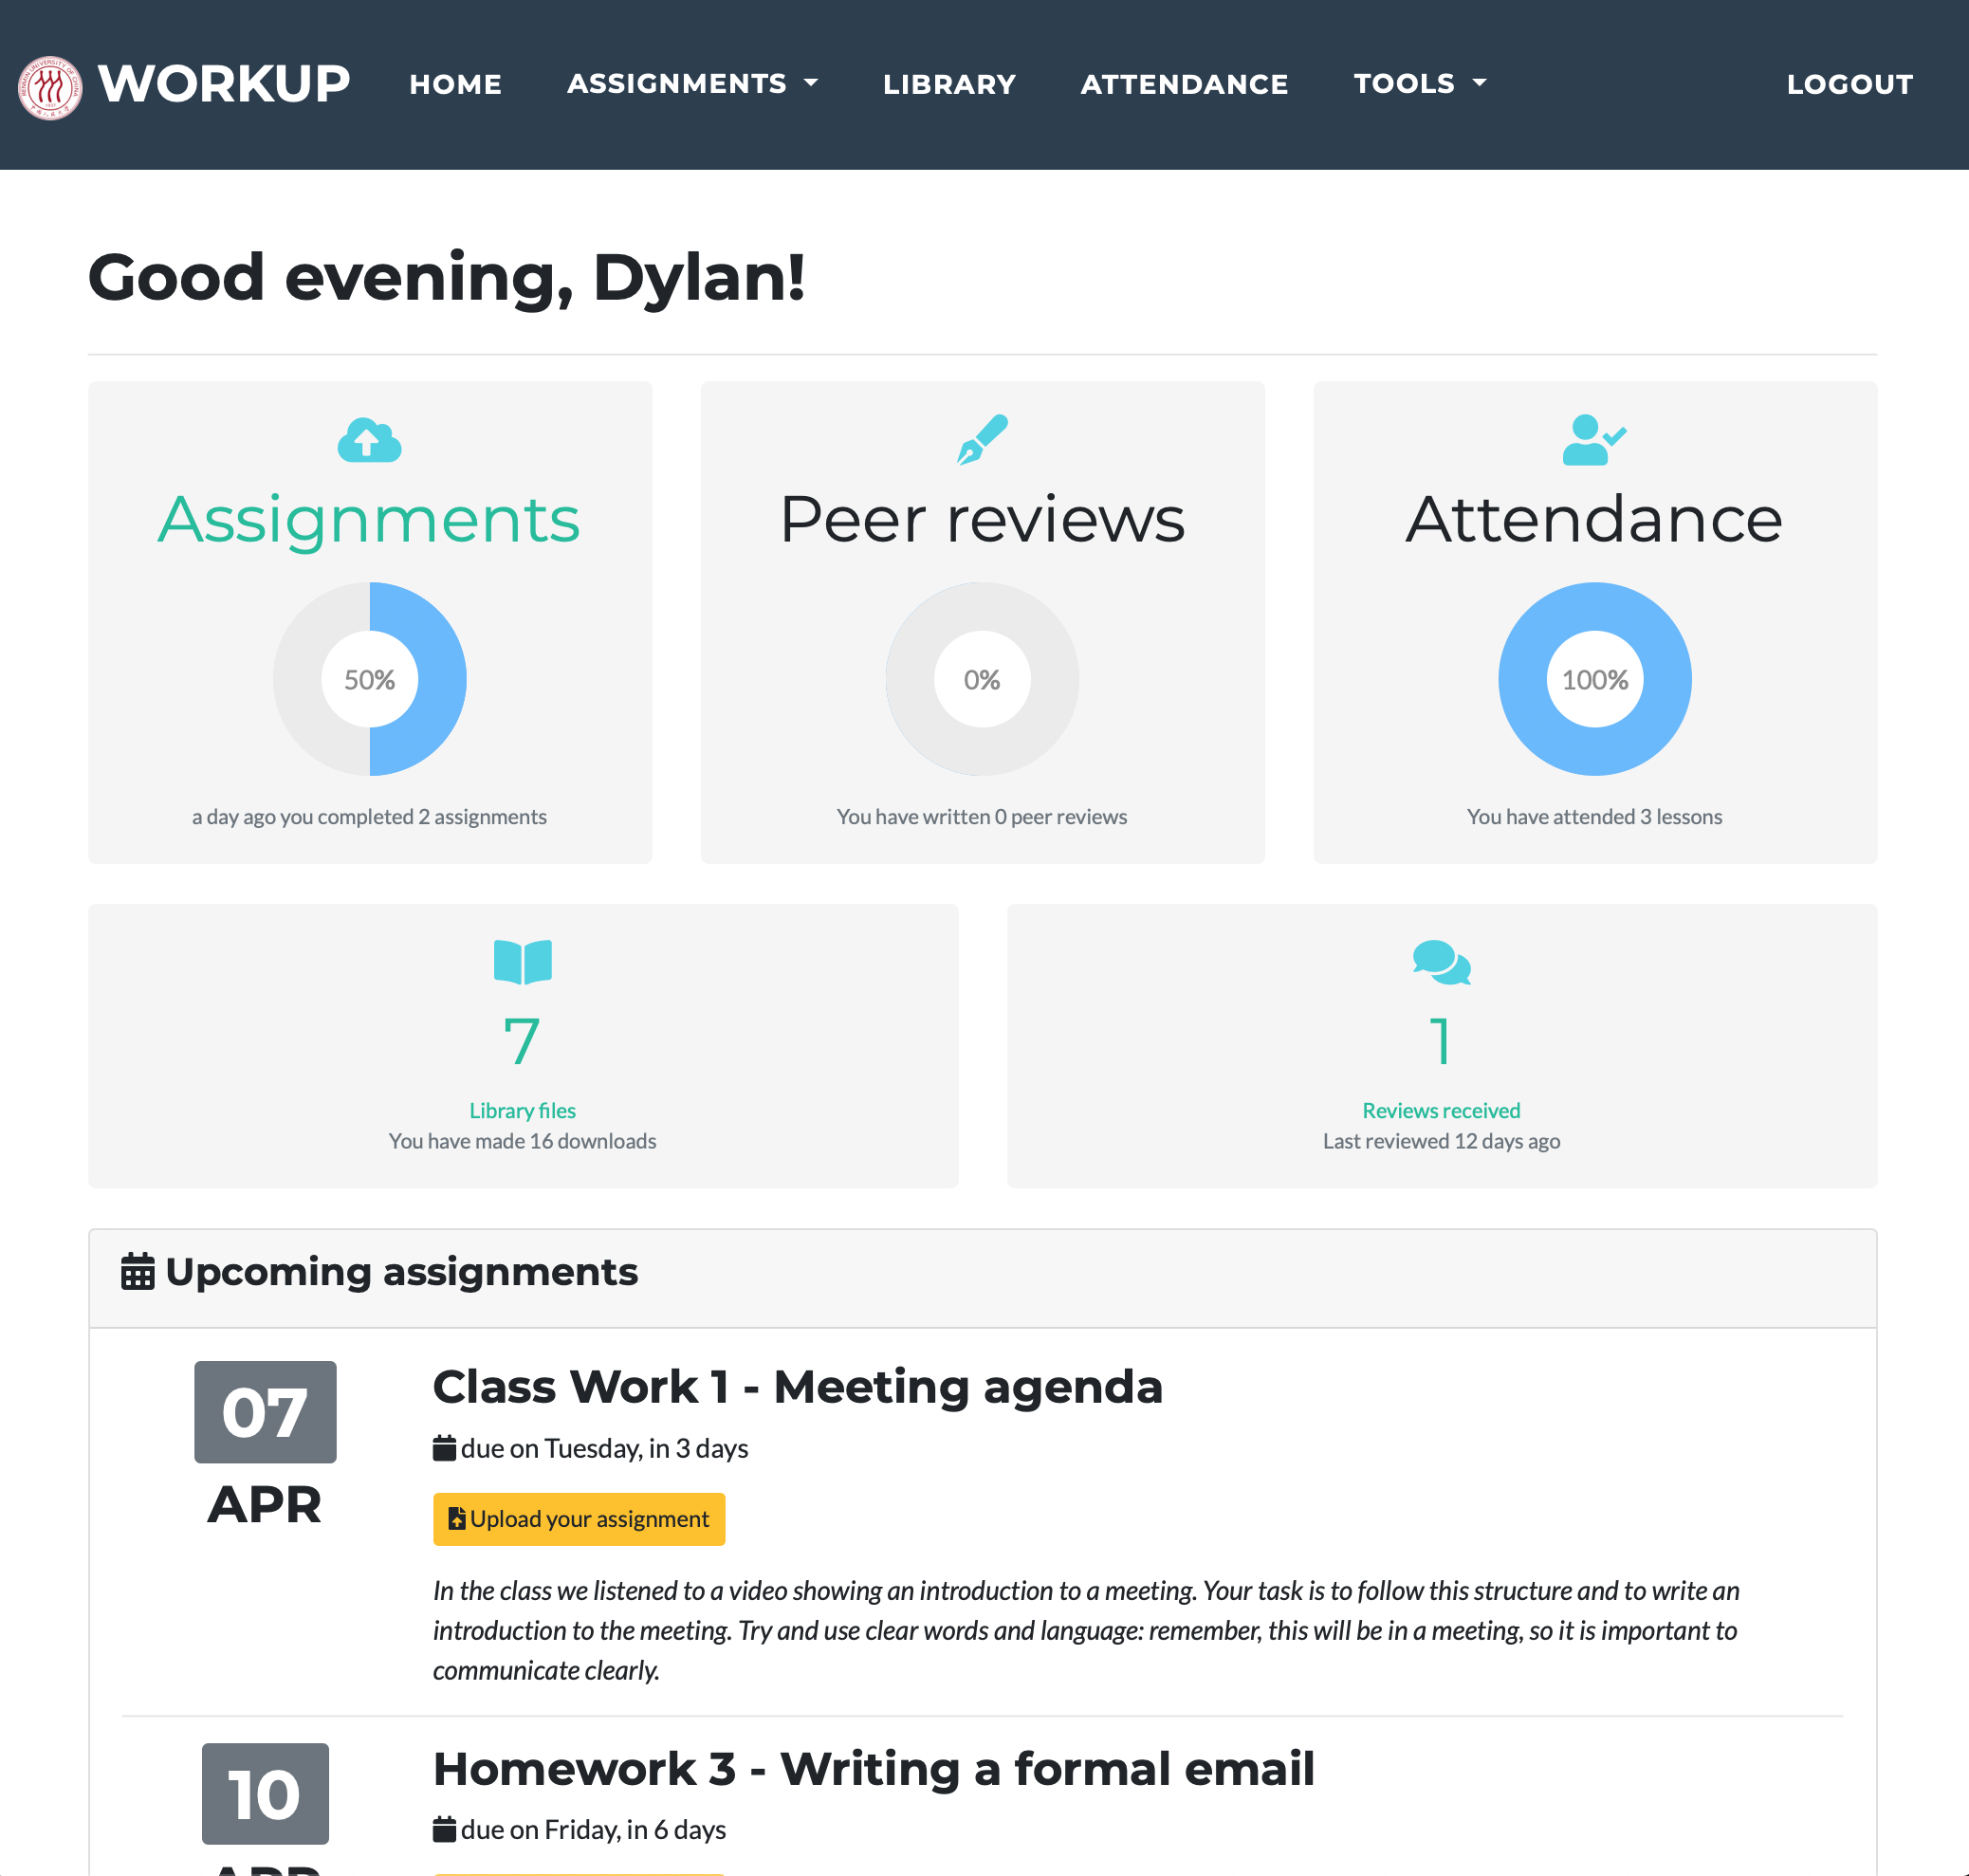 RENMIN UNIVERSITY OF CHINA
1937
WORKUP
HOME
ASSIGNMENTS
LIBRARY
ATTENDANCE
TOOLS
LOGOUT
Good evening, Dylan!
Assignments
50%
a day ago you completed 2 assignments
Peer reviews
0%
You have written 0 peer reviews
Attendance
100%
You have attended 3 lessons
7
Library files
You have made 16 downloads
1
Reviews received
Last reviewed 12 days ago
Upcoming assignments
07
APR
Class Work 1 - Meeting agenda
due on Tuesday, in 3 days
Upload your assignment
In the class we listened to a video showing an introduction to a meeting. Your task is to follow this structure and to write an
introduction to the meeting. Try and use clear words and language: remember, this will be in a meeting, so it is important to
communicate clearly.
10
APR
Homework 3 - Writing a formal email
due on Friday, in 6 days